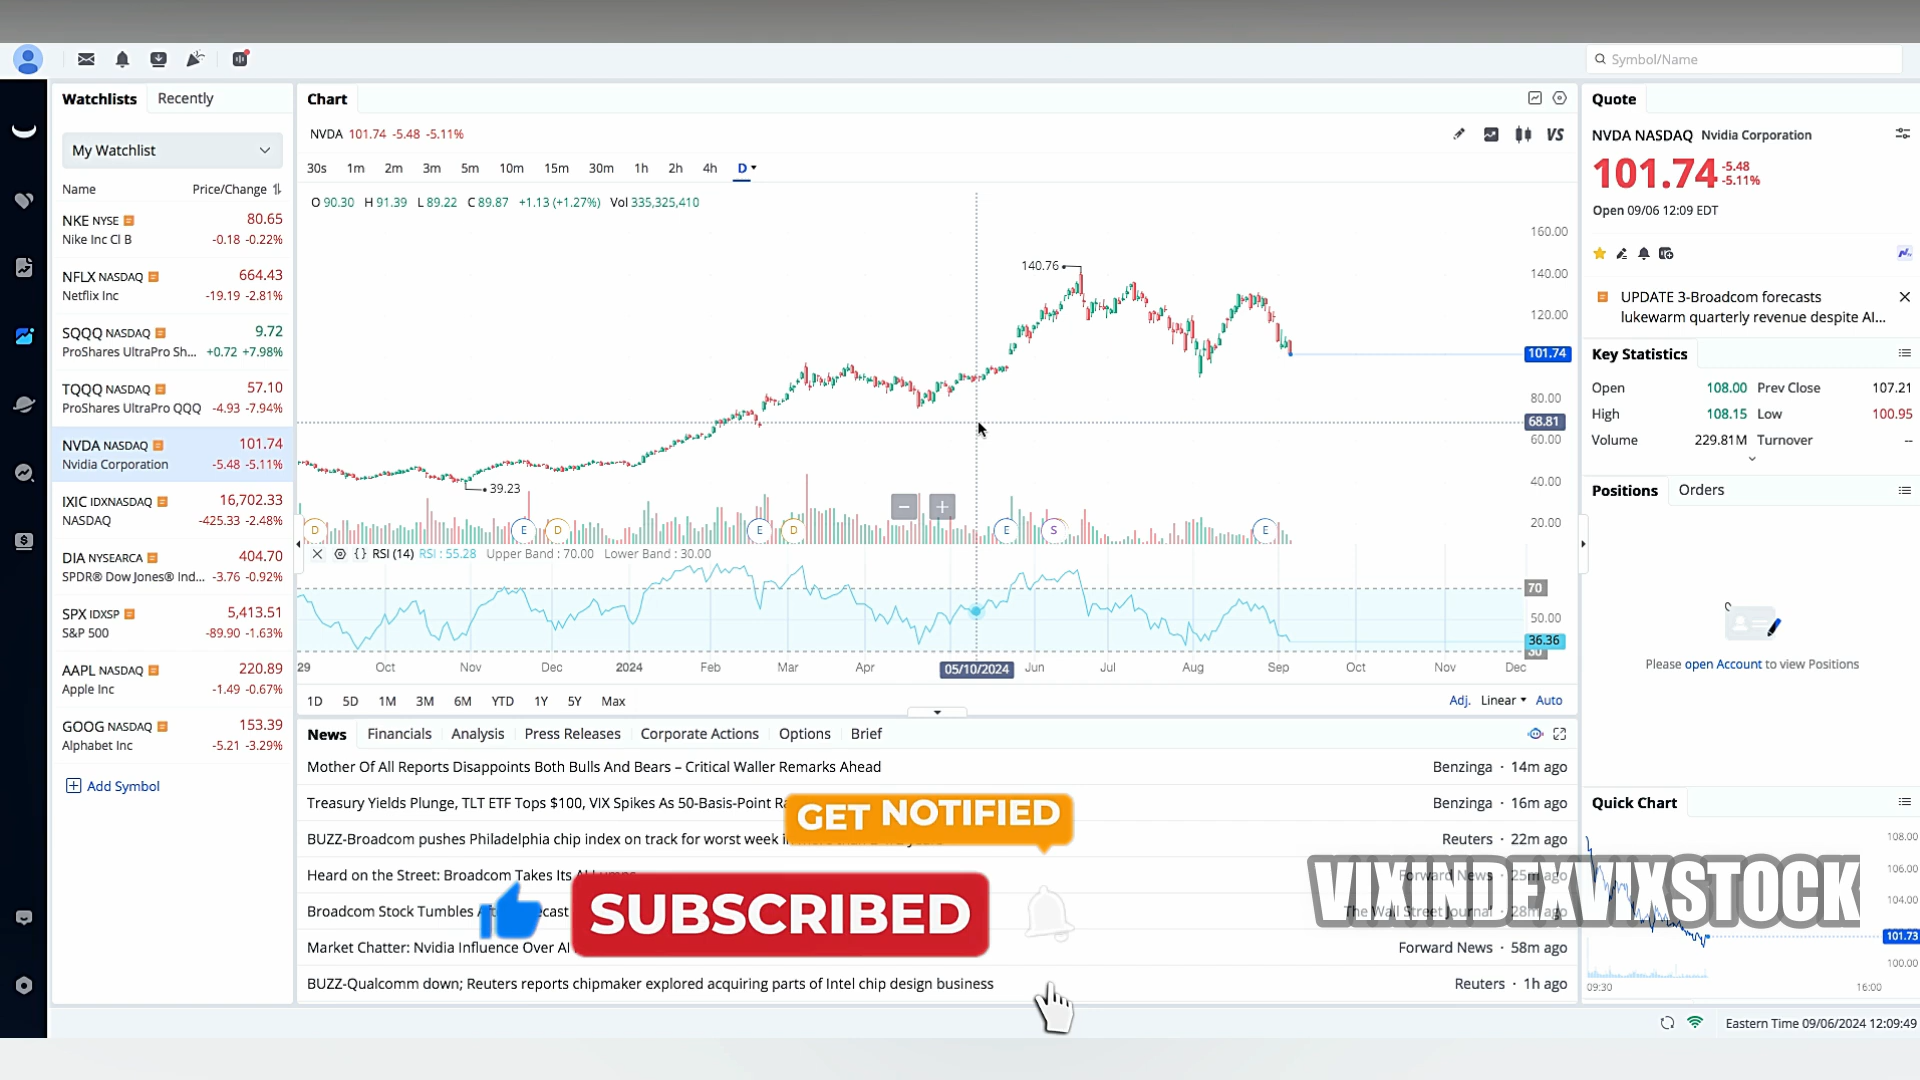 Symbol/Name
Watchlists Recently
My Watchlist
Name Price/Change
NKE NYSE 80.65
Nike Inc Cl B -0.18 -0.22%
NFLX NASDAQ 664.43
Netflix Inc -19.19 -2.81%
SQQQ NASDAQ 9.72
ProShares UltraPro Sh... +0.72 +7.98%
TQQQ NASDAQ 57.10
ProShares UltraPro QQQ -4.93 -7.94%
NVDA NASDAQ 101.74
Nvidia Corporation -5.48 -5.11%
IXIC IDXNASDAQ 16,702.33
NASDAQ -425.33 -2.48%
DIA NYSEARCA 404.70
SPDR® Dow Jones® Ind... -3.76 -0.92%
SPX IDXSP 5,413.51
S&P 500 -89.90 -1.63%
AAPL NASDAQ 220.89
Apple Inc -1.49 -0.67%
GOOG NASDAQ 153.39
Alphabet Inc -5.21 -3.29%
Add Symbol
Chart
NVDA 101.74 -5.48 -5.11%
VS
30s 1m 2m 3m 5m 10m 15m 30m 1h 2h 4h D
O 90.30 H 91.39 L 89.22 C 89.87 +1.13 (+1.27%) Vol 335,325,410
160.00
140.76
140.00
120.00
101.74
80.00
68.81
60.00
39.23
40.00
20.00
D E D E D E S E
{} RSI (14) RSI : 55.28 Upper Band : 70.00 Lower Band : 30.00
70
50.00
36.36
30
29 Oct Nov Dec 2024 Feb Mar Apr 05/10/2024 Jun Jul Aug Sep Oct Nov Dec
1D 5D 1M 3M 6M YTD 1Y 5Y Max Adj. Linear Auto
News Financials Analysis Press Releases Corporate Actions Options Brief
Mother Of All Reports Disappoints Both Bulls And Bears – Critical Waller Remarks Ahead Benzinga · 14m ago
Treasury Yields Plunge, TLT ETF Tops $100, VIX Spikes As 50-Basis-Point Benzinga · 16m ago
BUZZ-Broadcom pushes Philadelphia chip index on track for worst week Reuters · 22m ago
Heard on the Street: Broadcom Takes Its AI Forward News · 25m ago
Broadcom Stock Tumbles The Wall Street Journal · 28m ago
Market Chatter: Nvidia Influence Over AI Forward News · 58m ago
BUZZ-Qualcomm down; Reuters reports chipmaker explored acquiring parts of Intel chip design business Reuters · 1h ago
GET NOTIFIED
SUBSCRIBED
VIXINDEXVIXSTOCK
Quote
NVDA NASDAQ Nvidia Corporation
101.74 -5.48
-5.11%
Open 09/06 12:09 EDT
UPDATE 3-Broadcom forecasts
lukewarm quarterly revenue despite AI...
Key Statistics
Open 108.00 Prev Close 107.21
High 108.15 Low 100.95
Volume 229.81M Turnover --
Positions Orders
Please open Account to view Positions
Quick Chart
108.00
106.00
104.00
101.73
100.00
09:30 16:00
Eastern Time 09/06/2024 12:09:49